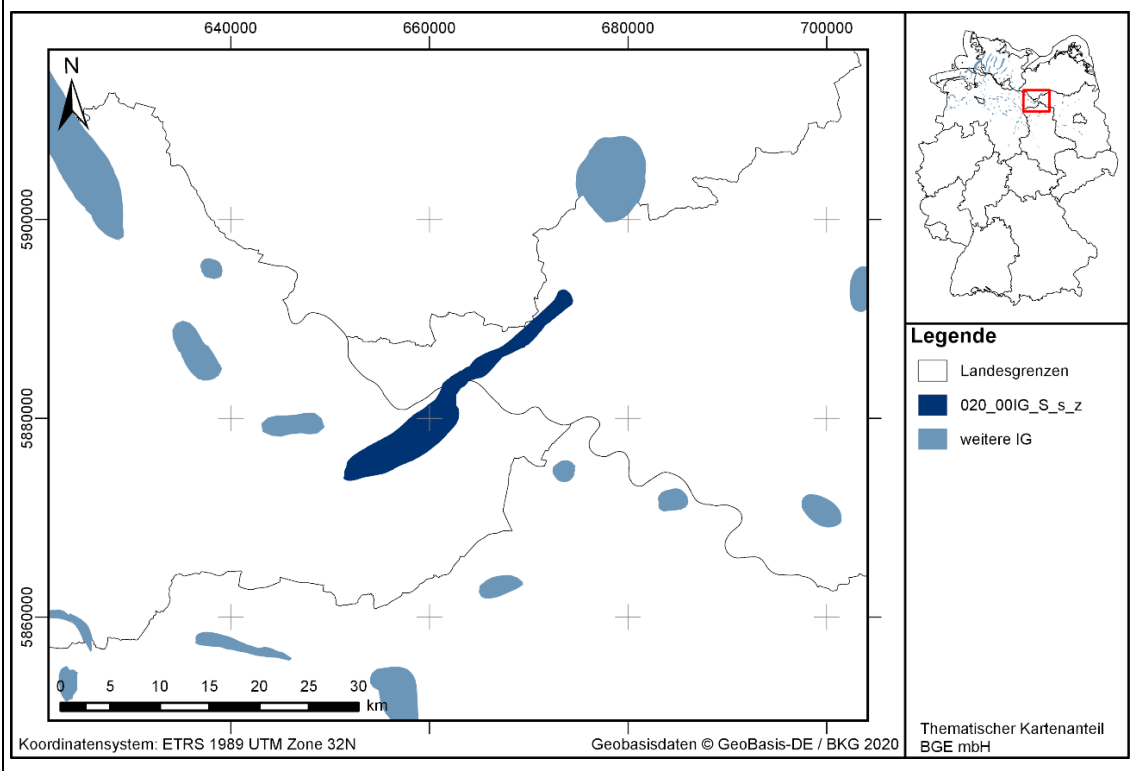 640000 660000 680000 700000
N
5900000
5880000
5860000
0 5 10 15 20 25 30
km
Koordinatensystem: ETRS 1989 UTM Zone 32N
Geobasisdaten © GeoBasis-DE / BKG 2020
Legende
Landesgrenzen
020_00IG_S_s_z
weitere IG
Thematischer Kartenanteil
BGE mbH